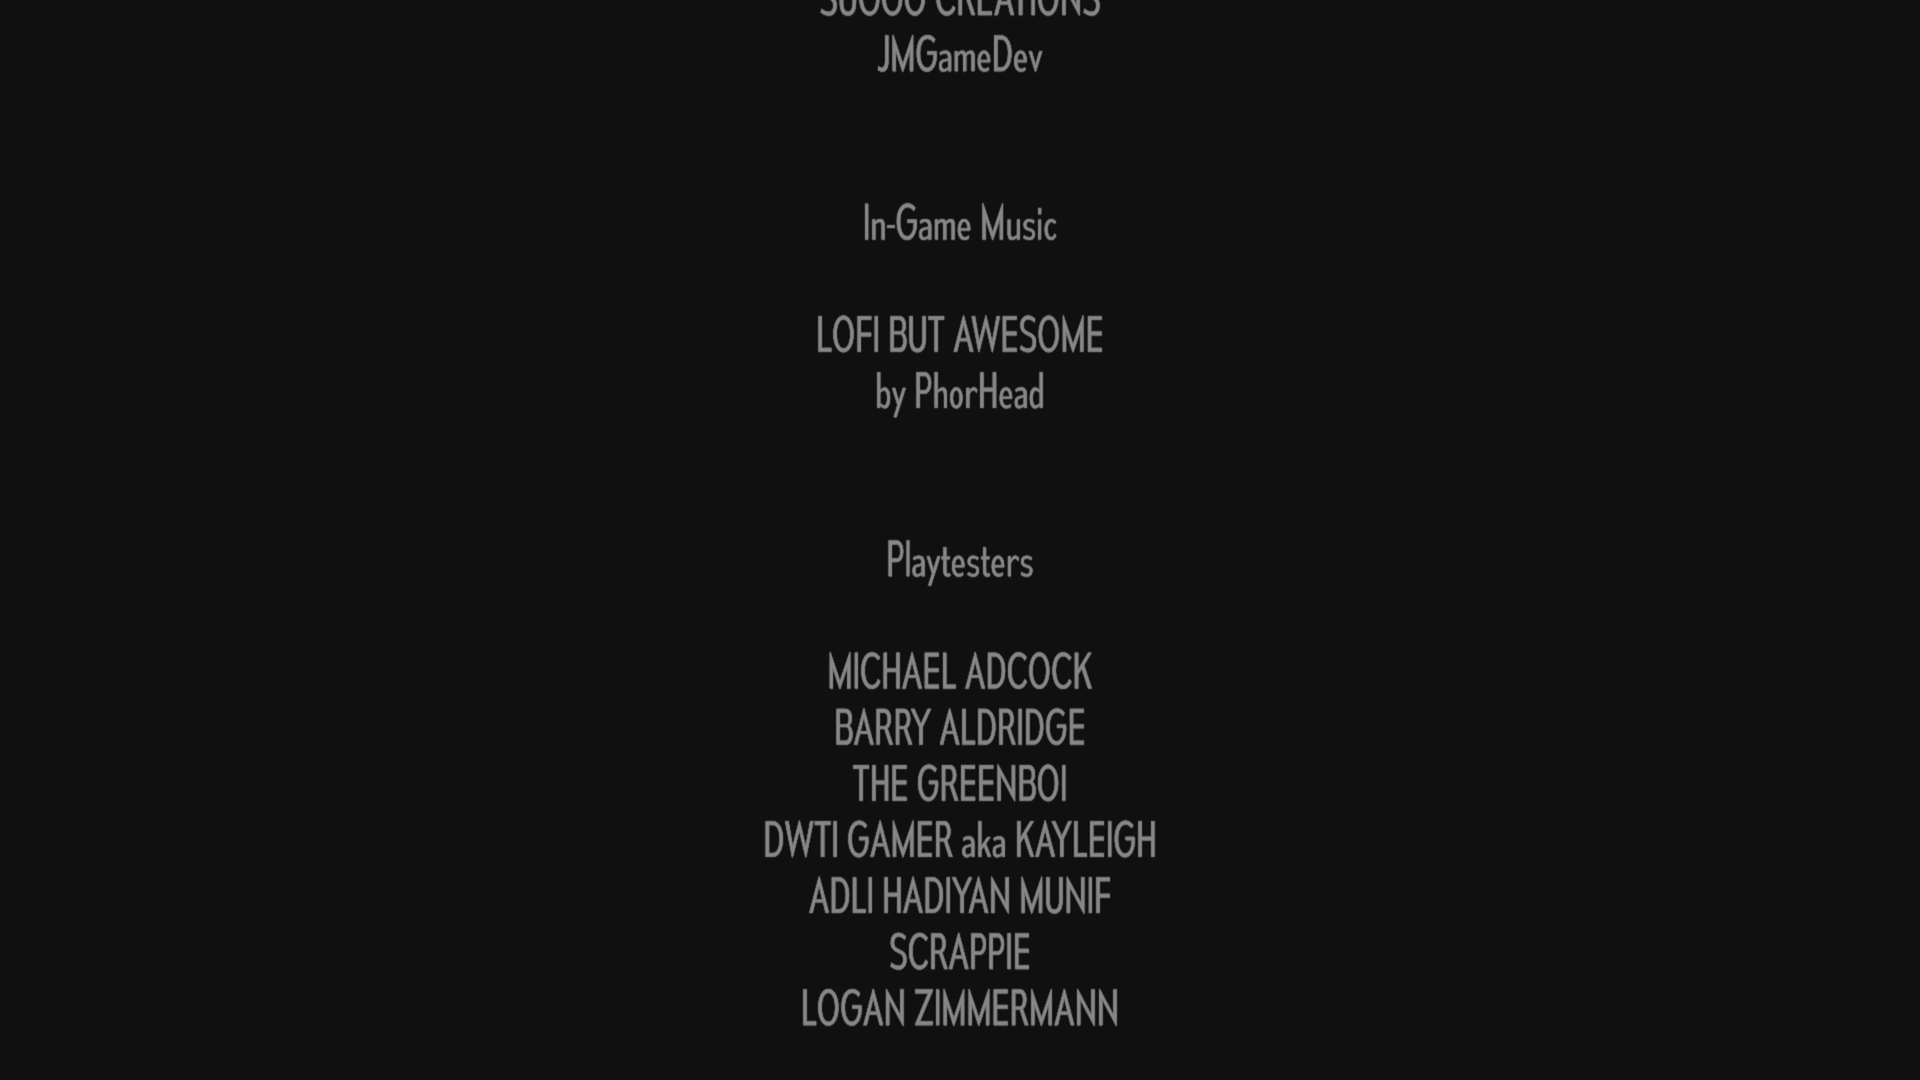 CREATIONS
JMGameDev
In-Game Music
LOFI BUT AWESOME
by PhorHead
Playtesters
MICHAEL ADCOCK
BARRY ALDRIDGE
THE GREENBOI
DWTI GAMER aka KAYLEIGH
ADLI HADIYAN MUNIF
SCRAPPIE
LOGAN ZIMMERMANN